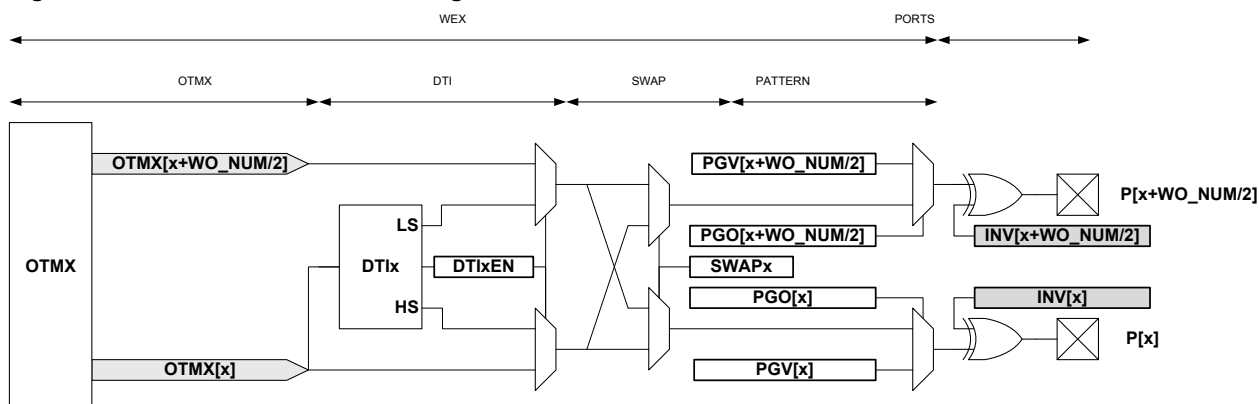 WEX PORTS
OTMX DTI SWAP PATTERN
OTMX[x+WO_NUM/2] PGV[x+WO_NUM/2]
P[x+WO_NUM/2]
LS
PGO[x+WO_NUM/2] INV[x+WO_NUM/2]
OTMX DTIx DTIxEN SWAPx
HS PGO[x] INV[x]
P[x]
OTMX[x] PGV[x]